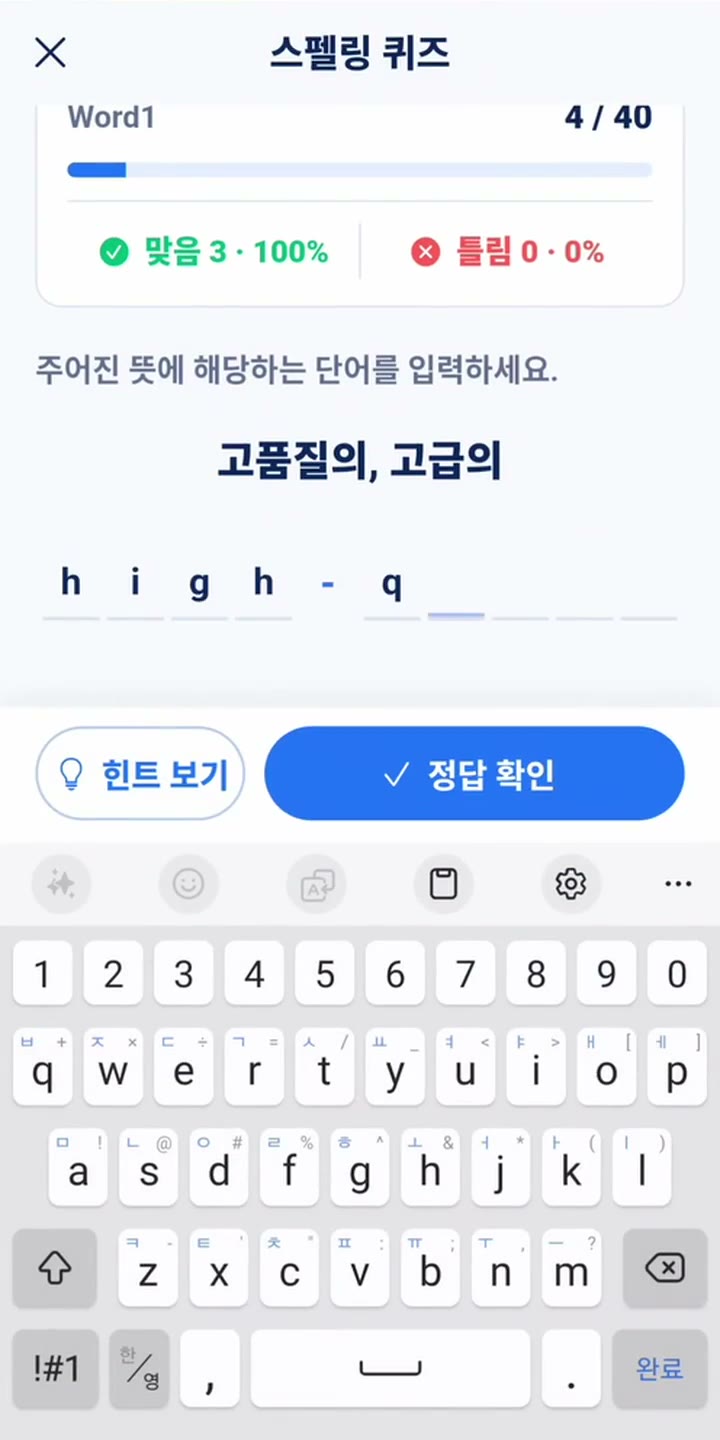 스펠링 퀴즈
Word1 4 / 40
맞음 3 · 100% 틀림 0 · 0%
주어진 뜻에 해당하는 단어를 입력하세요.
고품질의, 고급의
h i g h - q
힌트 보기 정답 확인
1 2 3 4 5 6 7 8 9 0
ㅂ + ㅈ × ㄷ ÷ ㄱ = ㅅ / ㅛ _ ㅕ < ㅑ > ㅐ [ ㅔ ]
q w e r t y u i o p
ㅁ ! ㄴ @ ㅇ # ㄹ % ㅎ ^ ㅗ & ㅓ * ㅏ ( ㅣ )
a s d f g h j k l
ㅋ - ㅌ ' ㅊ " ㅍ : ㅠ ; ㅜ , ㅡ ?
z x c v b n m
!#1 한/영 , . 완료